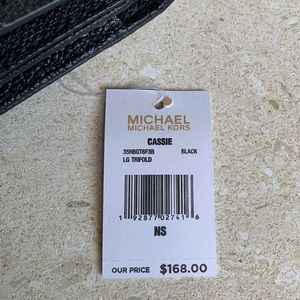 MICHAEL
MICHAEL KORS
CASSIE
35H8GT6F3B BLACK
LG TRIFOLD
1 92877 02741 6
NS
OUR PRICE $168.00